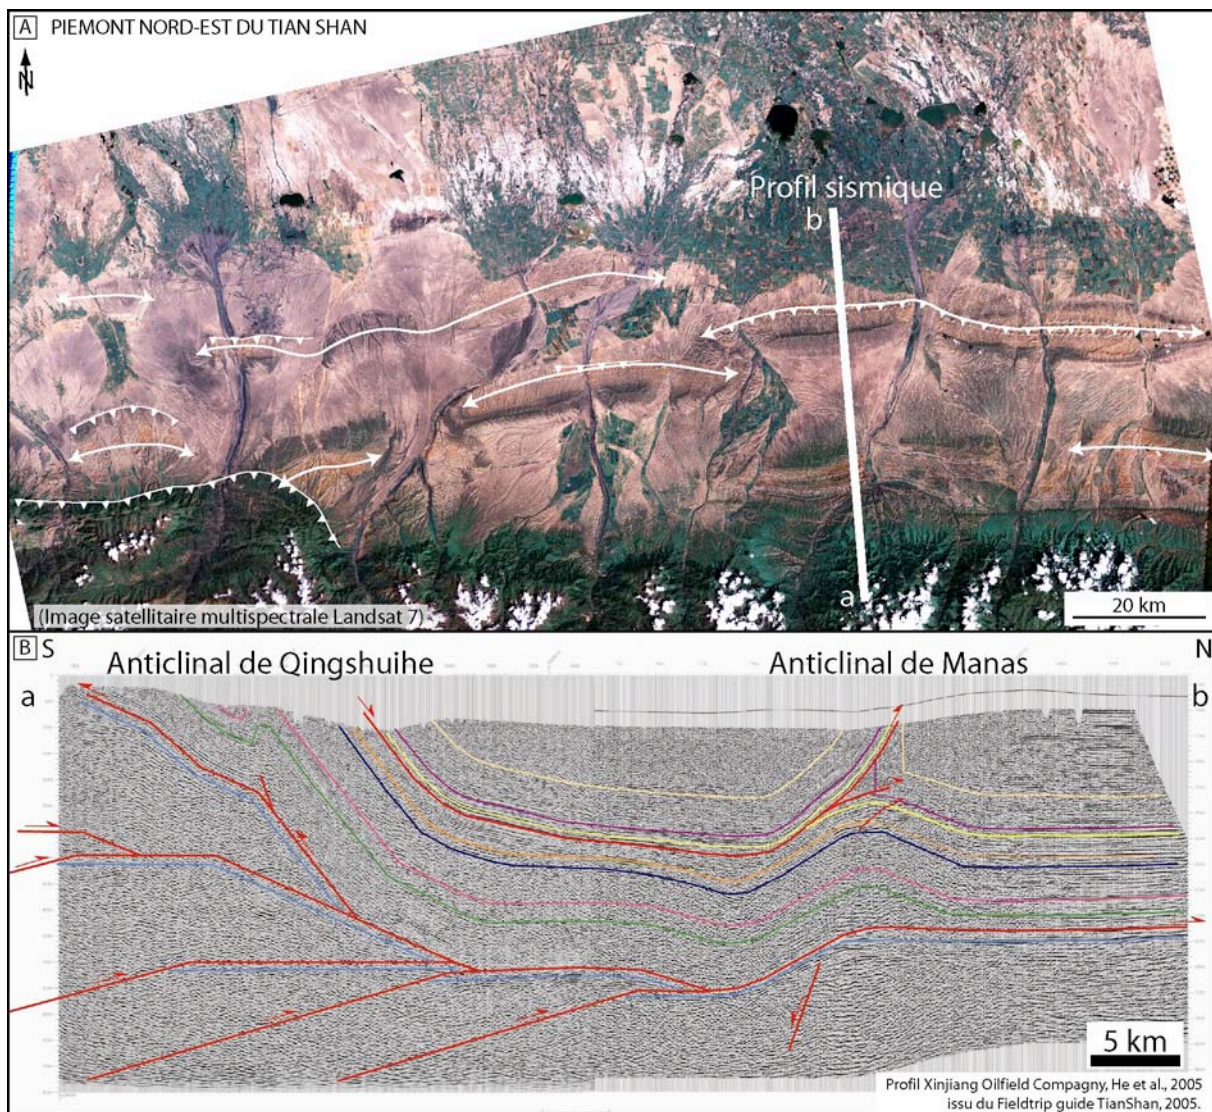 A PIEMONT NORD-EST DU TIAN SHAN
N
Profil sismique
b
a
20 km
(Image satellitaire multispectrale Landsat 7)
B S
Anticlinal de Qingshuihe
Anticlinal de Manas
N
a
b
5 km
Profil Xinjiang Oilfield Compagny, He et al., 2005
issu du Fieldtrip guide TianShan, 2005.